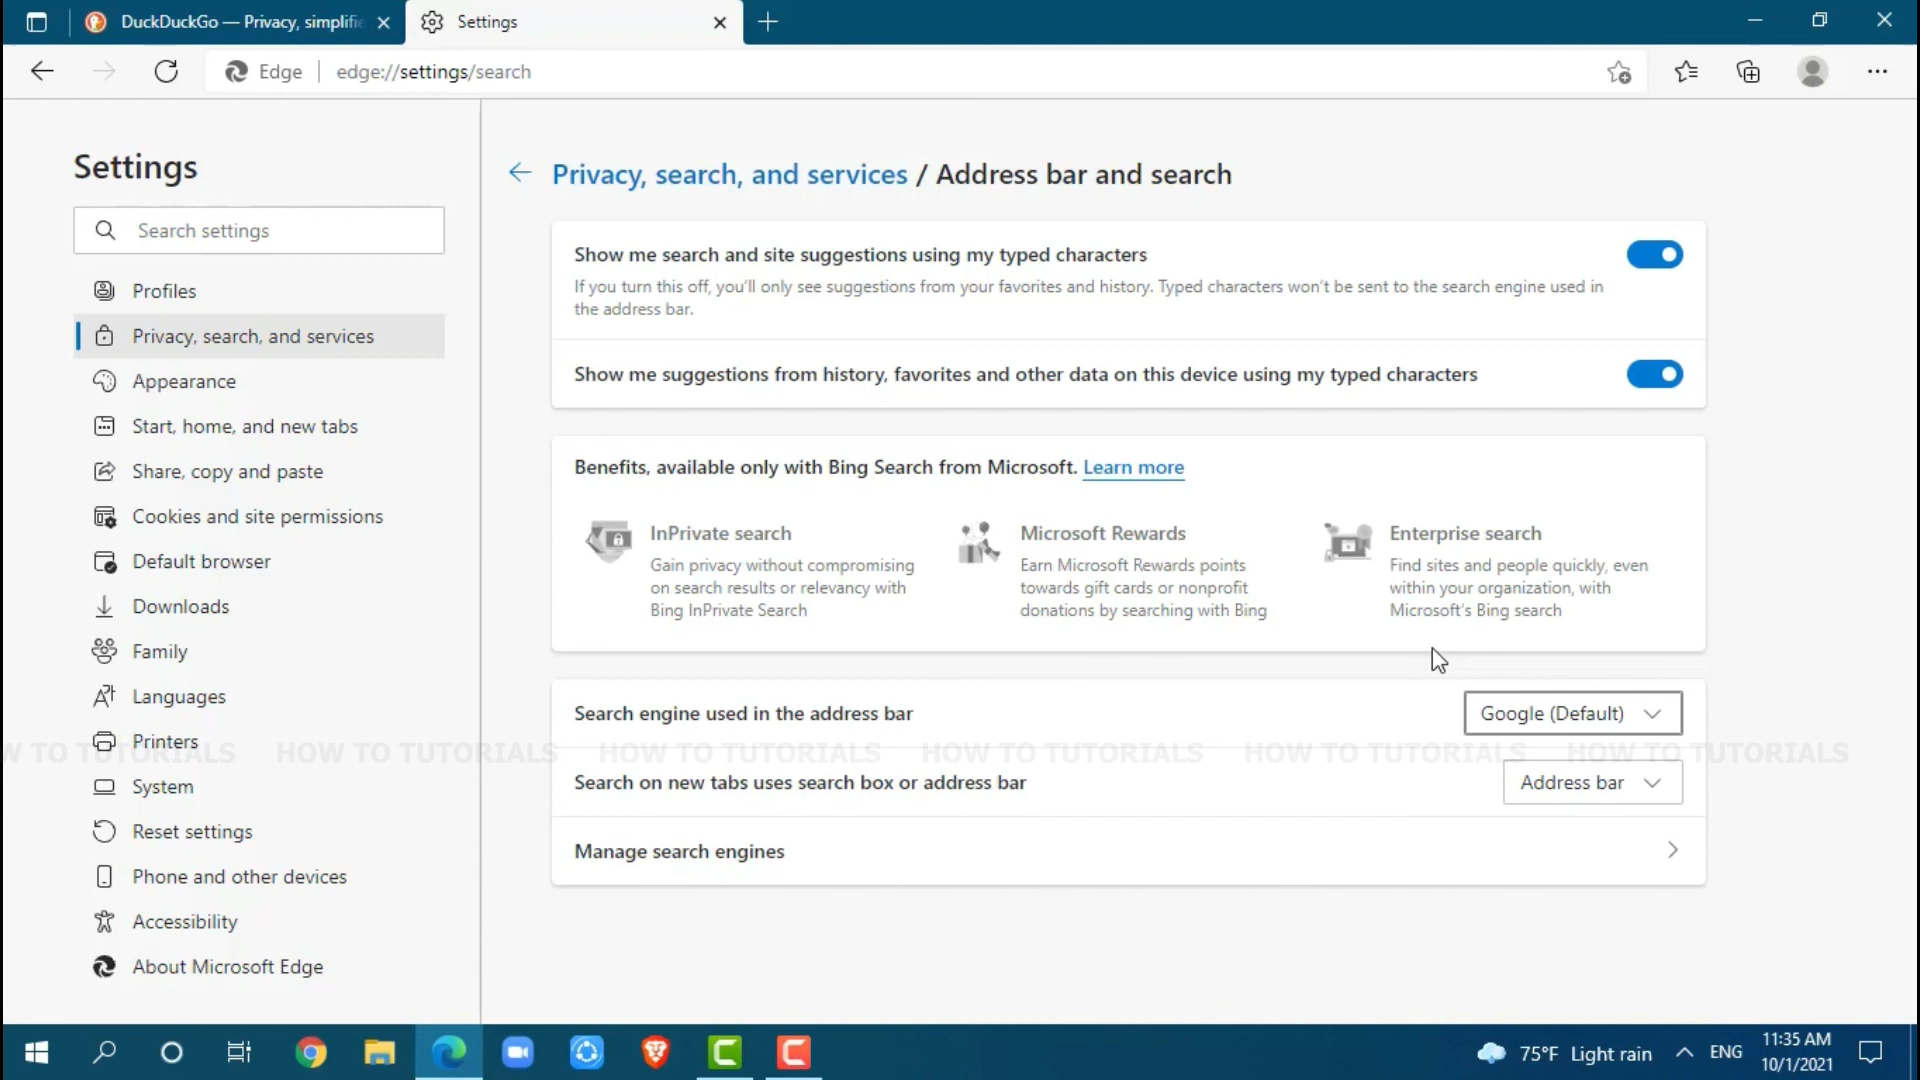 DuckDuckGo — Privacy, simplifie
Settings
Edge
edge://settings/search
Settings
Search settings
Profiles
Privacy, search, and services
Appearance
Start, home, and new tabs
Share, copy and paste
Cookies and site permissions
Default browser
Downloads
Family
Languages
Printers
System
Reset settings
Phone and other devices
Accessibility
About Microsoft Edge
Privacy, search, and services / Address bar and search
Show me search and site suggestions using my typed characters
If you turn this off, you'll only see suggestions from your favorites and history. Typed characters won't be sent to the search engine used in
the address bar.
Show me suggestions from history, favorites and other data on this device using my typed characters
Benefits, available only with Bing Search from Microsoft. Learn more
InPrivate search
Gain privacy without compromising
on search results or relevancy with
Bing InPrivate Search
Microsoft Rewards
Earn Microsoft Rewards points
towards gift cards or nonprofit
donations by searching with Bing
Enterprise search
Find sites and people quickly, even
within your organization, with
Microsoft's Bing search
Search engine used in the address bar
Google (Default)
W TO TUTORIALS HOW TO TUTORIALS HOW TO TUTORIALS HOW TO TUTORIALS HOW TO TUTORIALS HOW TO TUTORIALS
Search on new tabs uses search box or address bar
Address bar
Manage search engines
75°F Light rain
ENG
11:35 AM
10/1/2021